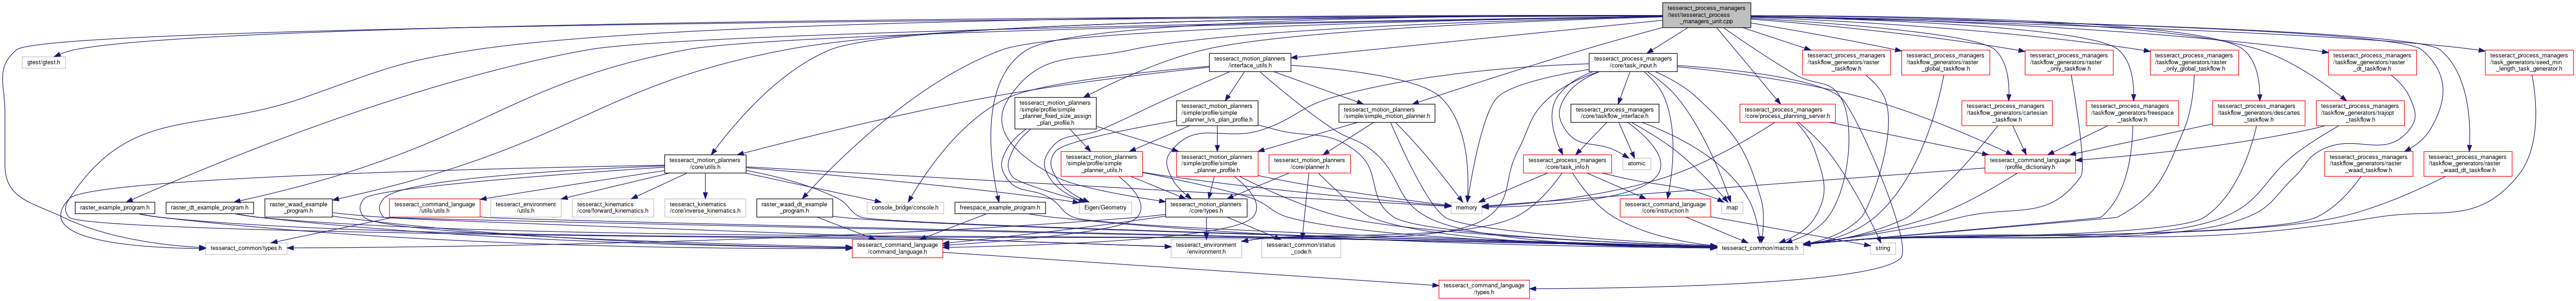 tesseract_process_managers
/test/tesseract_process
_managers_unit.cpp
gtest/gtest.h
tesseract_motion_planners
/interface_utils.h
tesseract_process_managers
/core/task_input.h
tesseract_process_managers
/taskflow_generators/raster
_taskflow.h
tesseract_process_managers
/taskflow_generators/raster
_global_taskflow.h
tesseract_process_managers
/taskflow_generators/raster
_only_taskflow.h
tesseract_process_managers
/taskflow_generators/raster
_only_global_taskflow.h
tesseract_process_managers
/taskflow_generators/raster
_dt_taskflow.h
tesseract_process_managers
/task_generators/seed_min
_length_task_generator.h
tesseract_motion_planners
/simple/profile/simple
_planner_fixed_size_assign
_plan_profile.h
tesseract_motion_planners
/simple/profile/simple
_planner_lvs_plan_profile.h
tesseract_motion_planners
/simple/simple_motion_planner.h
tesseract_process_managers
/core/taskflow_interface.h
tesseract_process_managers
/core/process_planning_server.h
tesseract_process_managers
/taskflow_generators/cartesian
_taskflow.h
tesseract_process_managers
/taskflow_generators/freespace
_taskflow.h
tesseract_process_managers
/taskflow_generators/descartes
_taskflow.h
tesseract_process_managers
/taskflow_generators/trajopt
_taskflow.h
tesseract_motion_planners
/core/utils.h
tesseract_motion_planners
/simple/profile/simple
_planner_utils.h
tesseract_motion_planners
/simple/profile/simple
_planner_profile.h
tesseract_motion_planners
/core/planner.h
tesseract_process_managers
/core/task_info.h
atomic
tesseract_command_language
/profile_dictionary.h
tesseract_process_managers
/taskflow_generators/raster
_waad_taskflow.h
tesseract_process_managers
/taskflow_generators/raster
_waad_dt_taskflow.h
raster_example_program.h
raster_dt_example_program.h
raster_waad_example
_program.h
tesseract_command_language
/utils/utils.h
tesseract_environment
/utils.h
tesseract_kinematics
/core/forward_kinematics.h
tesseract_kinematics
/core/inverse_kinematics.h
raster_waad_dt_example
_program.h
console_bridge/console.h
freespace_example_program.h
Eigen/Geometry
tesseract_motion_planners
/core/types.h
memory
tesseract_command_language
/core/instruction.h
map
tesseract_common/types.h
tesseract_command_language
/command_language.h
tesseract_environment
/environment.h
tesseract_common/status
_code.h
tesseract_common/macros.h
string
tesseract_command_language
/types.h